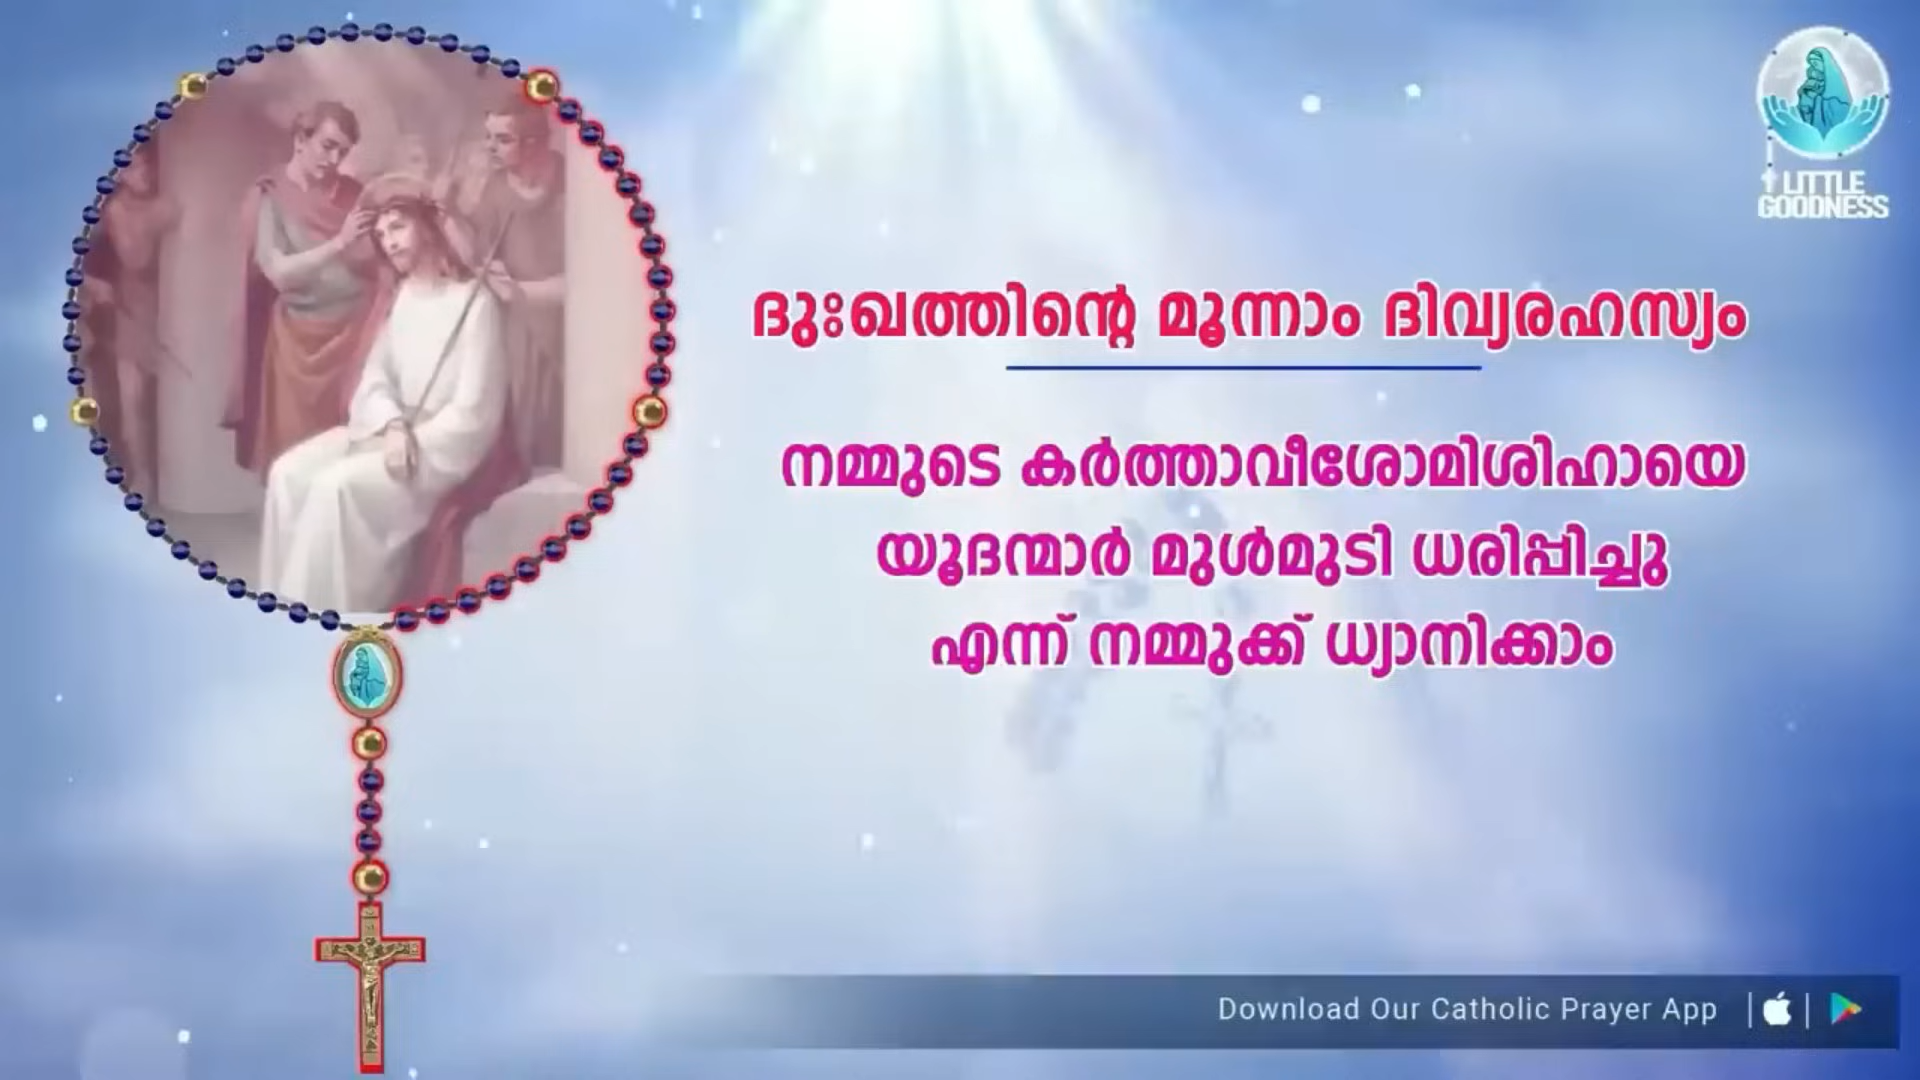 LITTLE
GOODNESS
ദുഃഖത്തിന്റെ മൂന്നാം ദിവ്യരഹസ്യം
നമ്മുടെ കർത്താവീശോമിശിഹായെ
യൂദന്മാർ മുൾമുടി ധരിപ്പിച്ചു
എന്ന് നമ്മുക്ക് ധ്യാനിക്കാം
Download Our Catholic Prayer App